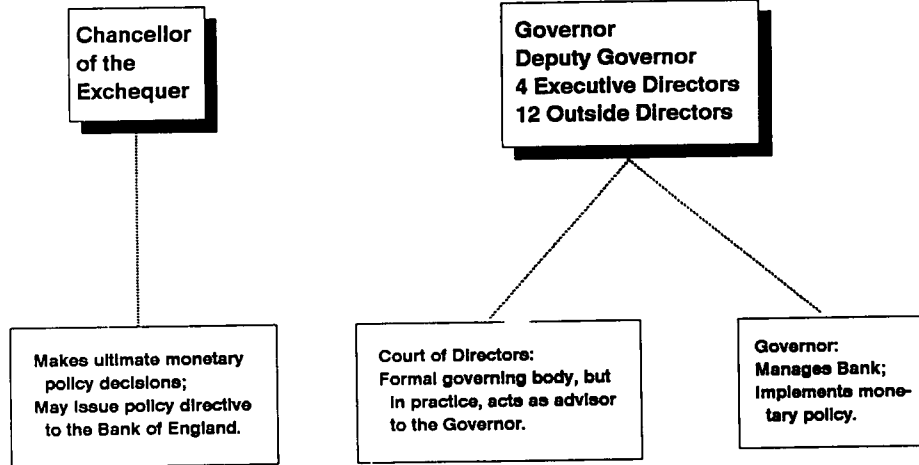 Chancellor
of the
Exchequer
Governor
Deputy Governor
4 Executive Directors
12 Outside Directors
Makes ultimate monetary
policy decisions;
May issue policy directive
to the Bank of England.
Court of Directors:
Formal governing body, but
in practice, acts as advisor
to the Governor.
Governor:
Manages Bank;
Implements mone-
tary policy.